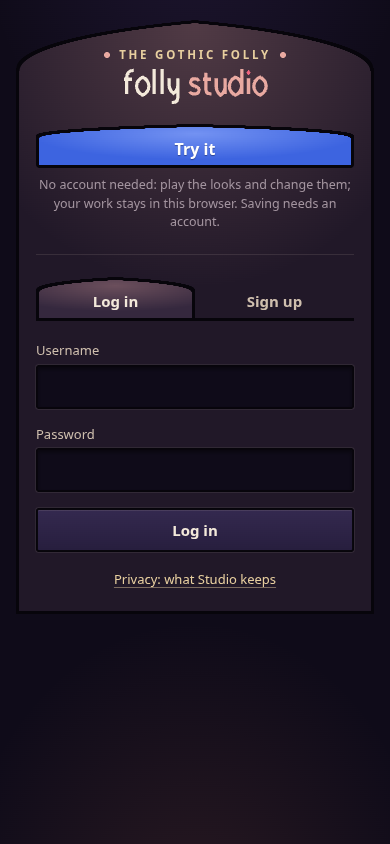 THE GOTHIC FOLLY
folly studio
Try it
No account needed: play the looks and change them;
your work stays in this browser. Saving needs an
account.
Log in
Sign up
Username
Password
Log in
Privacy: what Studio keeps